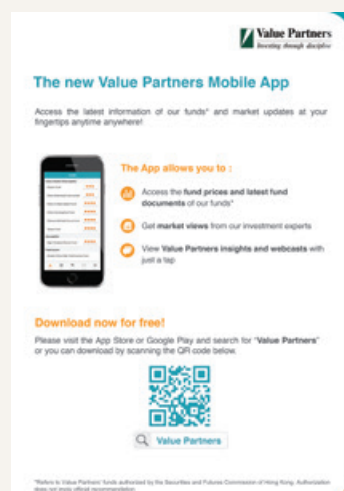 Value Partners
Investing through discipline
The new Value Partners Mobile App
Access the latest information of our funds* and market updates at your
fingertips anytime anywhere!
The App allows you to :
Access the fund prices and latest fund
documents of our funds*
Get market views from our investment experts
View Value Partners insights and webcasts with
just a tap
Download now for free!
Please visit the App Store or Google Play and search for "Value Partners"
or you can download by scanning the QR code below.
Value Partners
*Refers to Value Partners' funds authorized by the Securities and Futures Commission of Hong Kong. Authorization
does not imply official recommendation.